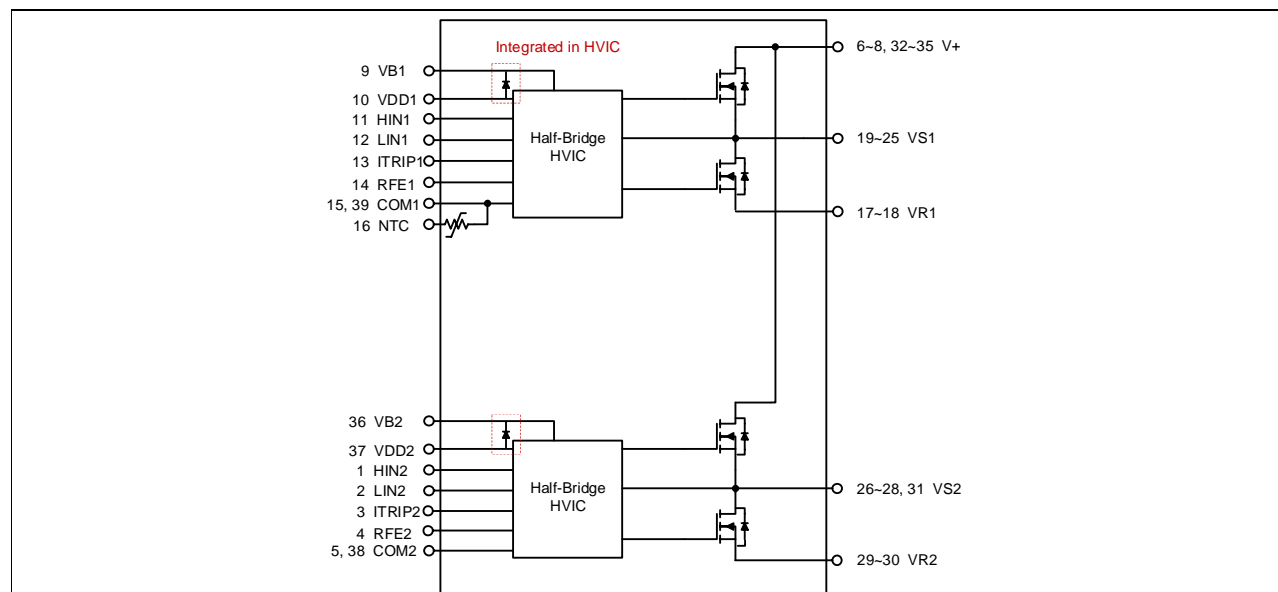 Integrated in HVIC
6~8, 32~35 V+
9 VB1
10 VDD1
11 HIN1
12 LIN1
13 ITRIP1
14 RFE1
15, 39 COM1
16 NTC
Half-Bridge
HVIC
19~25 VS1
17~18 VR1
36 VB2
37 VDD2
1 HIN2
2 LIN2
3 ITRIP2
4 RFE2
5, 38 COM2
Half-Bridge
HVIC
26~28, 31 VS2
29~30 VR2